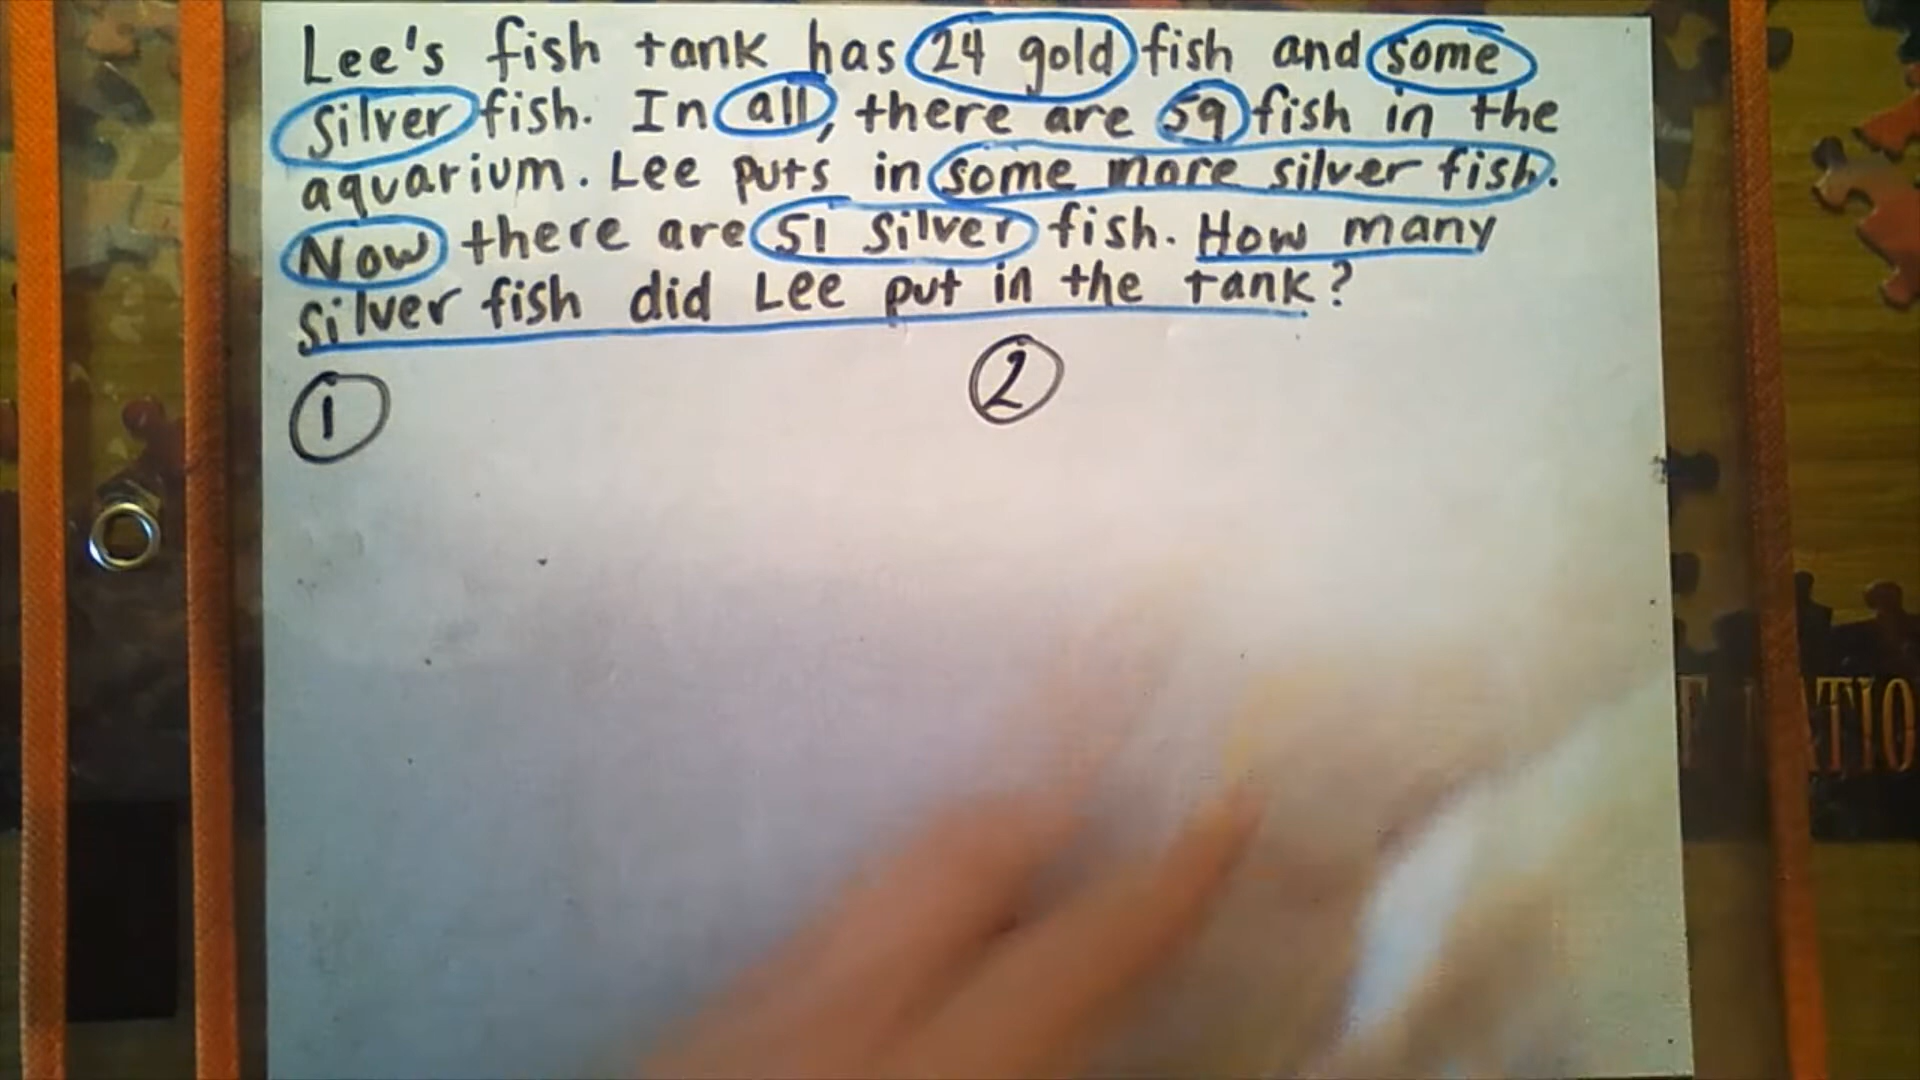 Lee's fish tank has 24 gold fish and some
silver fish. In all, there are 59 fish in the
aquarium. Lee puts in some more silver fish.
Now there are 51 silver fish. How many
silver fish did Lee put in the tank?
1 2